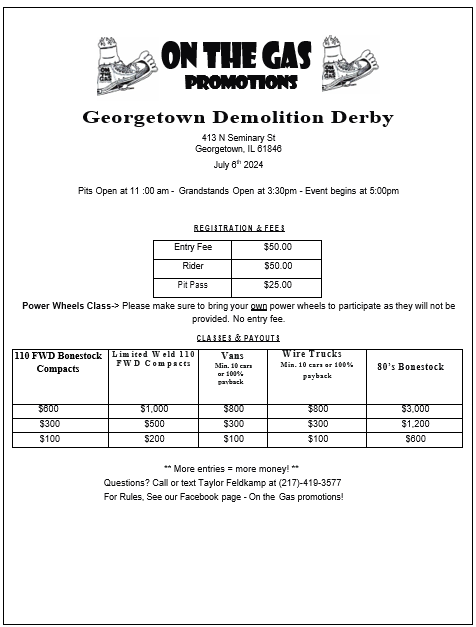 ON THE GAS
PROMOTIONS
Georgetown Demolition Derby
413 N Seminary St
Georgetown, IL 61846
July 6th 2024
Pits Open at 11 :00 am - Grandstands Open at 3:30pm - Event begins at 5:00pm
REGISTRATION & FEES
Entry Fee $50.00
Rider $50.00
Pit Pass $25.00
Power Wheels Class-> Please make sure to bring your own power wheels to participate as they will not be
provided. No entry fee.
CLASSES & PAYOUTS
110 FWD Bonestock Compacts | Limited Weld 110 FWD Compacts | Vans Min. 10 cars or 100% payback | Wire Trucks Min. 10 cars or 100% payback | 80's Bonestock
$600 $1,000 $800 $800 $3,000
$300 $500 $300 $300 $1,200
$100 $200 $100 $100 $600
** More entries = more money! **
Questions? Call or text Taylor Feldkamp at (217)-419-3577
For Rules, See our Facebook page - On the Gas promotions!